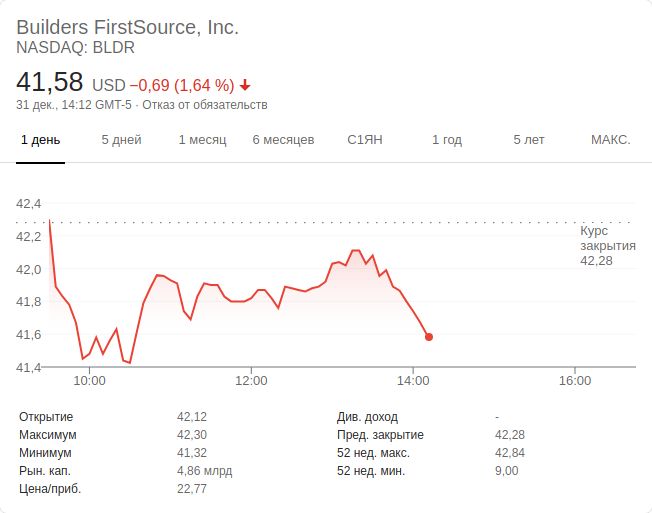 Builders FirstSource, Inc.
NASDAQ: BLDR
41,58 USD −0,69 (1,64 %)
31 дек., 14:12 GMT-5 · Отказ от обязательств
1 день 5 дней 1 месяц 6 месяцев С1ЯН 1 год 5 лет МАКС.
42,4
42,2
42,0
41,8
41,6
41,4
Курс
закрытия
42,28
10:00 12:00 14:00 16:00
Открытие 42,12 Див. доход -
Максимум 42,30 Пред. закрытие 42,28
Минимум 41,32 52 нед. макс. 42,84
Рын. кап. 4,86 млрд 52 нед. мин. 9,00
Цена/приб. 22,77